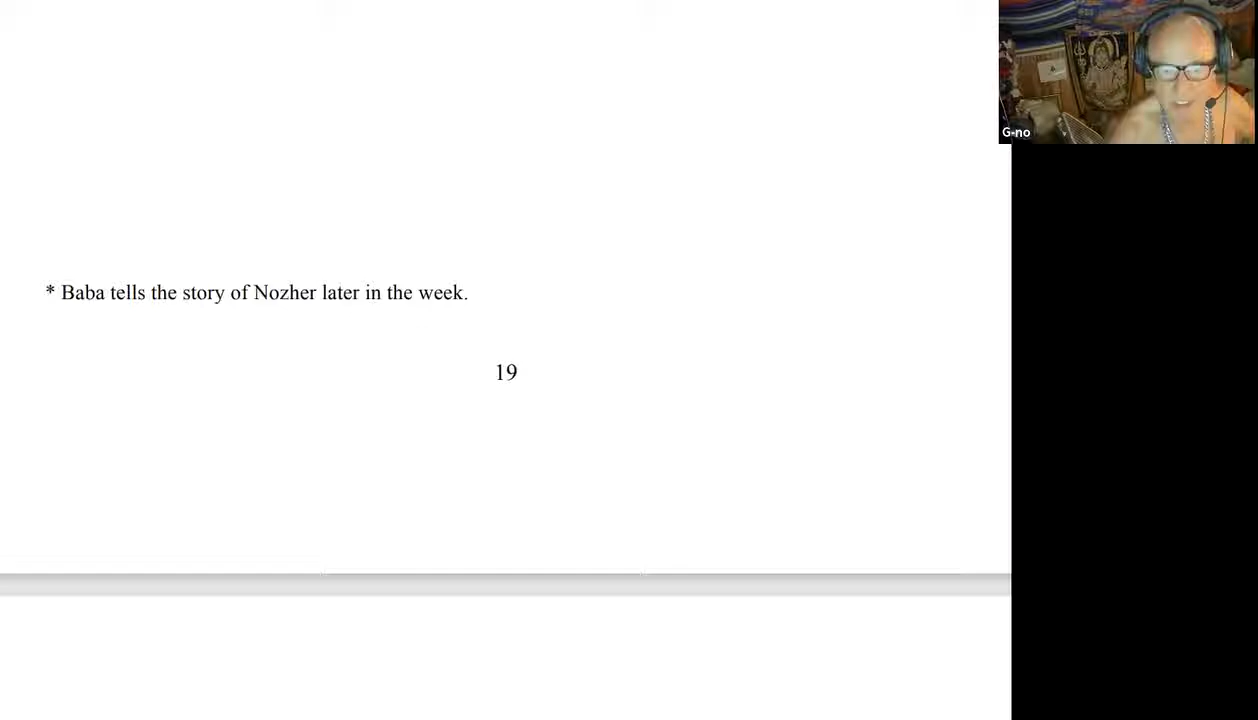 G-no
* Baba tells the story of Nozher later in the week.
19